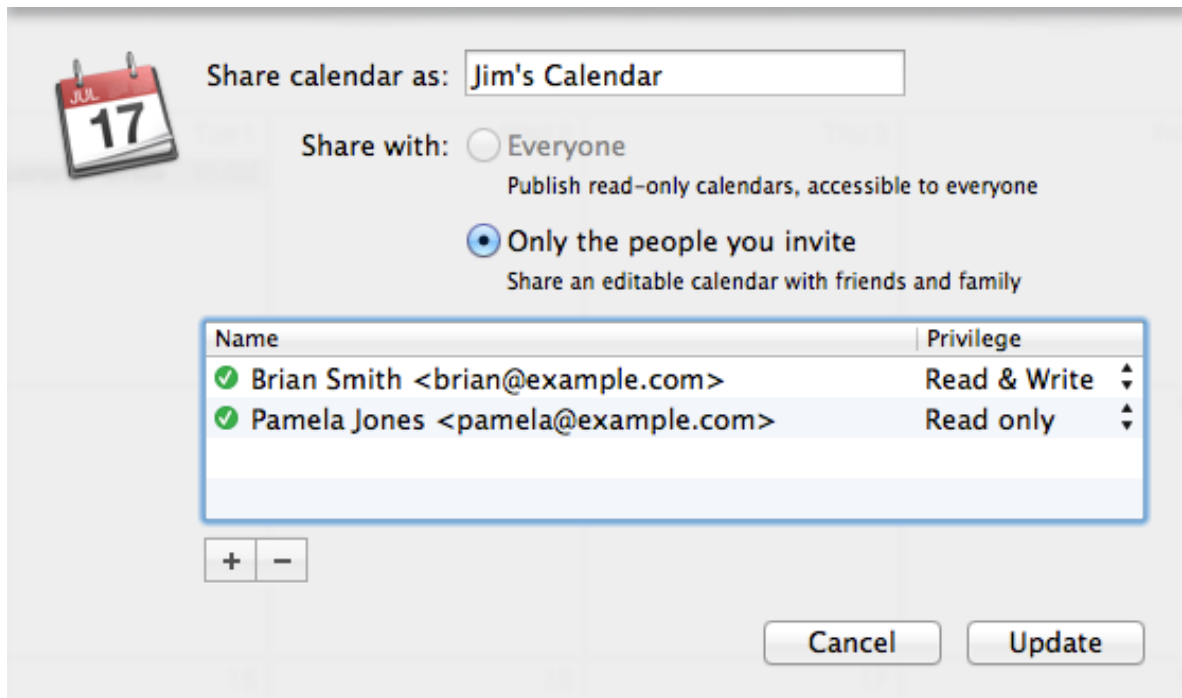 JUL
17
Share calendar as: Jim's Calendar
Share with: Everyone
Publish read-only calendars, accessible to everyone
Only the people you invite
Share an editable calendar with friends and family
Name Privilege
Brian Smith <brian@example.com> Read & Write
Pamela Jones <pamela@example.com> Read only
+ −
Cancel Update